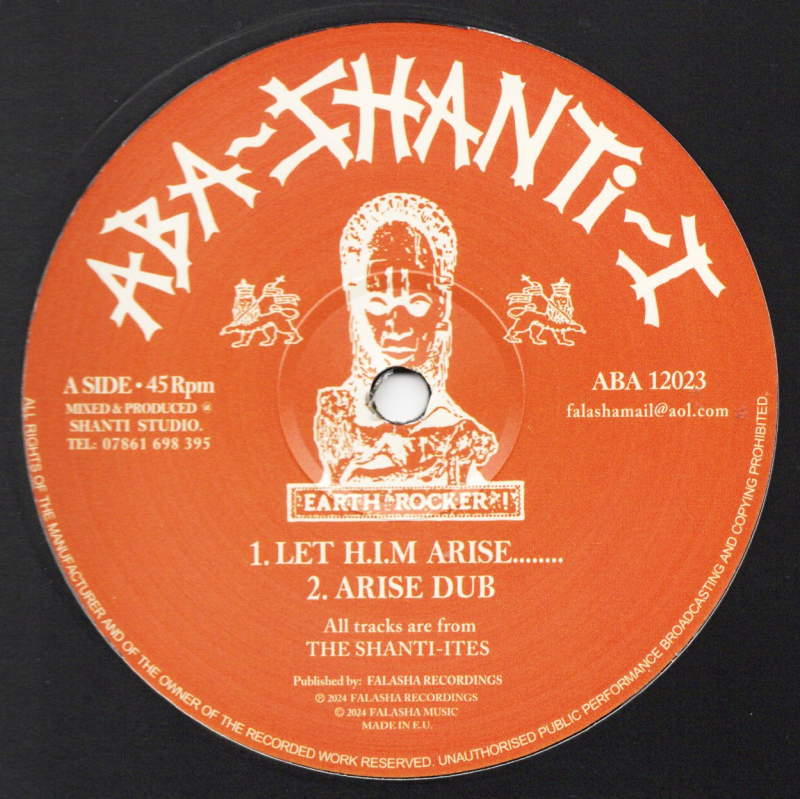 ABA-SHANTi-I
A SIDE • 45 Rpm
MIXED & PRODUCED @
SHANTI STUDIO.
TEL: 07861 698 395
ABA 12023
falashamail@aol.com
EARTH ROCKER !
1. LET H.I.M ARISE........
2. ARISE DUB
All tracks are from
THE SHANTI-ITES
Published by: FALASHA RECORDINGS
℗ 2024 FALASHA RECORDINGS
© 2024 FALASHA MUSIC
MADE IN E.U.
ALL RIGHTS OF THE MANUFACTURER AND OF THE OWNER OF THE RECORDED WORK RESERVED. UNAUTHORISED PUBLIC PERFORMANCE BROADCASTING AND COPYING PROHIBITED.